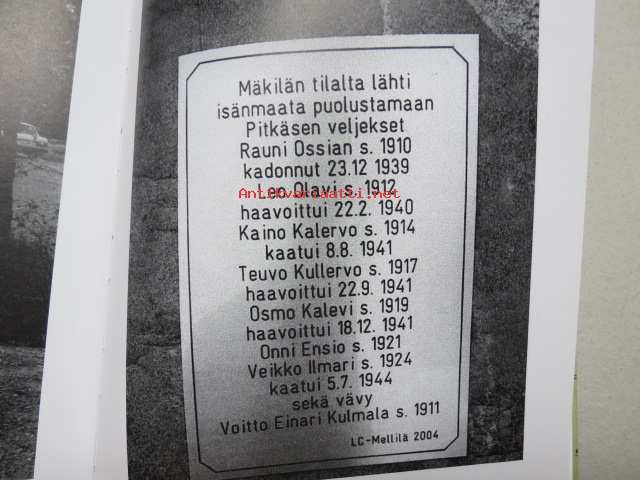 Mäkilän tilalta lähti
isänmaata puolustamaan
Pitkäsen veljekset
Rauni Ossian s. 1910
kadonnut 23.12 1939
Leo Olavi s. 1912
Antikvariaatti.net
haavoittui 22.2. 1940
Kaino Kalervo s. 1914
kaatui 8.8. 1941
Teuvo Kullervo s. 1917
haavoittui 22.9. 1941
Osmo Kalevi s. 1919
haavoittui 18.12. 1941
Onni Ensio s. 1921
Veikko Ilmari s. 1924
kaatui 5.7. 1944
sekä vävy
Voitto Einari Kulmala s. 1911
LC-Mellilä 2004